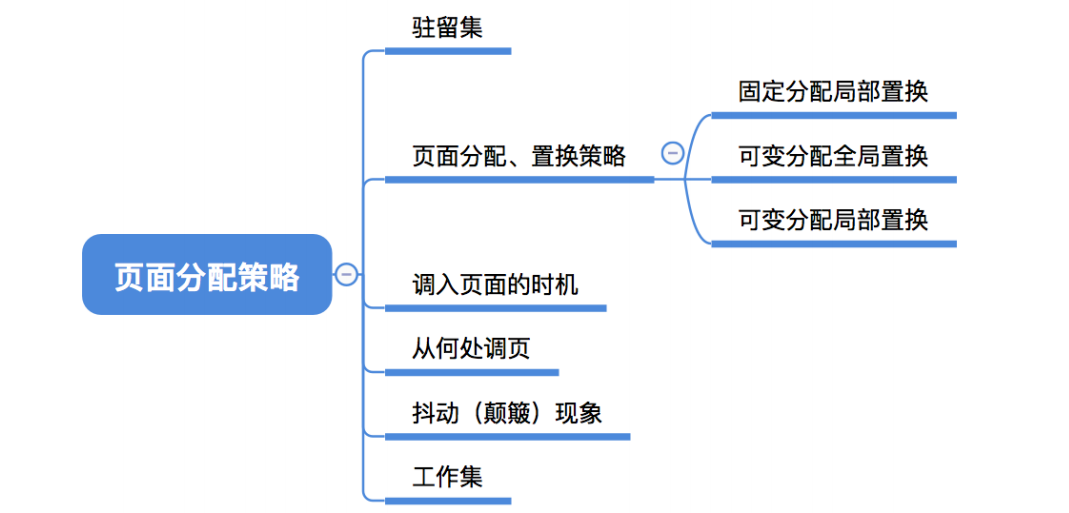 页面分配策略
驻留集
页面分配、置换策略
固定分配局部置换
可变分配全局置换
可变分配局部置换
调入页面的时机
从何处调页
抖动（颠簸）现象
工作集